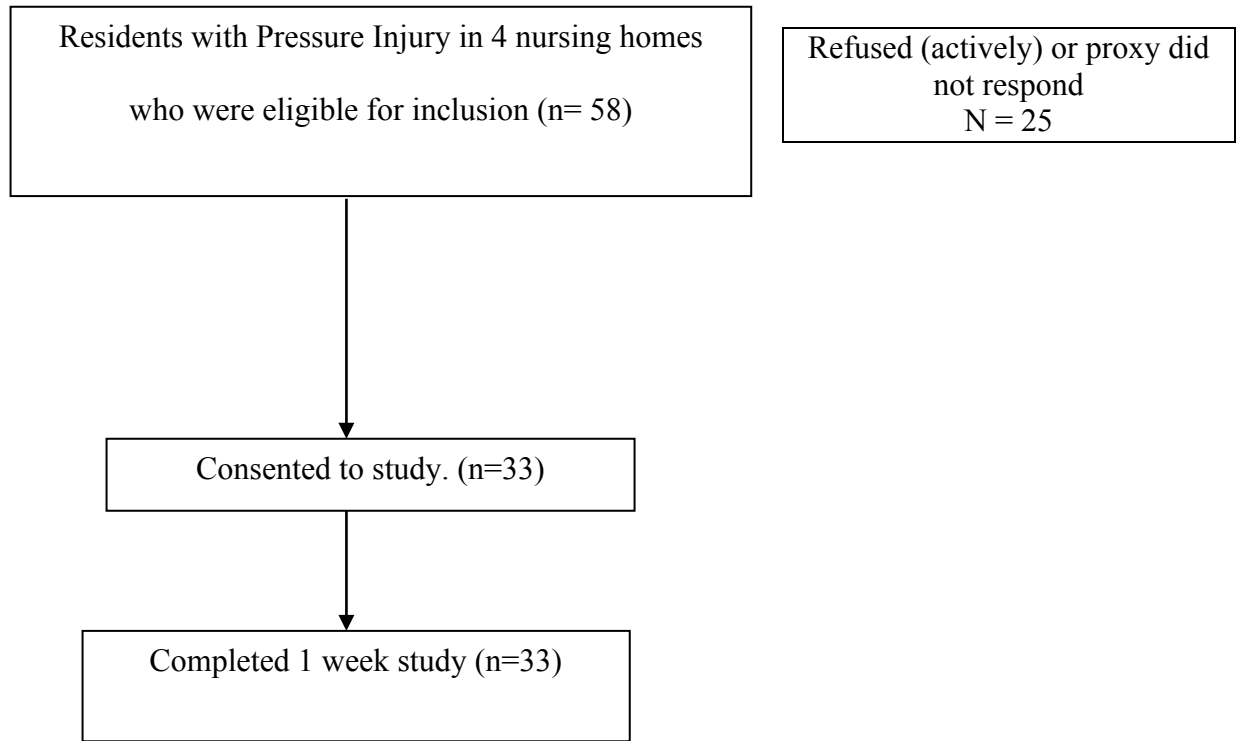 Residents with Pressure Injury in 4 nursing homes
who were eligible for inclusion (n= 58)
Refused (actively) or proxy did
not respond
N = 25
Consented to study. (n=33)
Completed 1 week study (n=33)